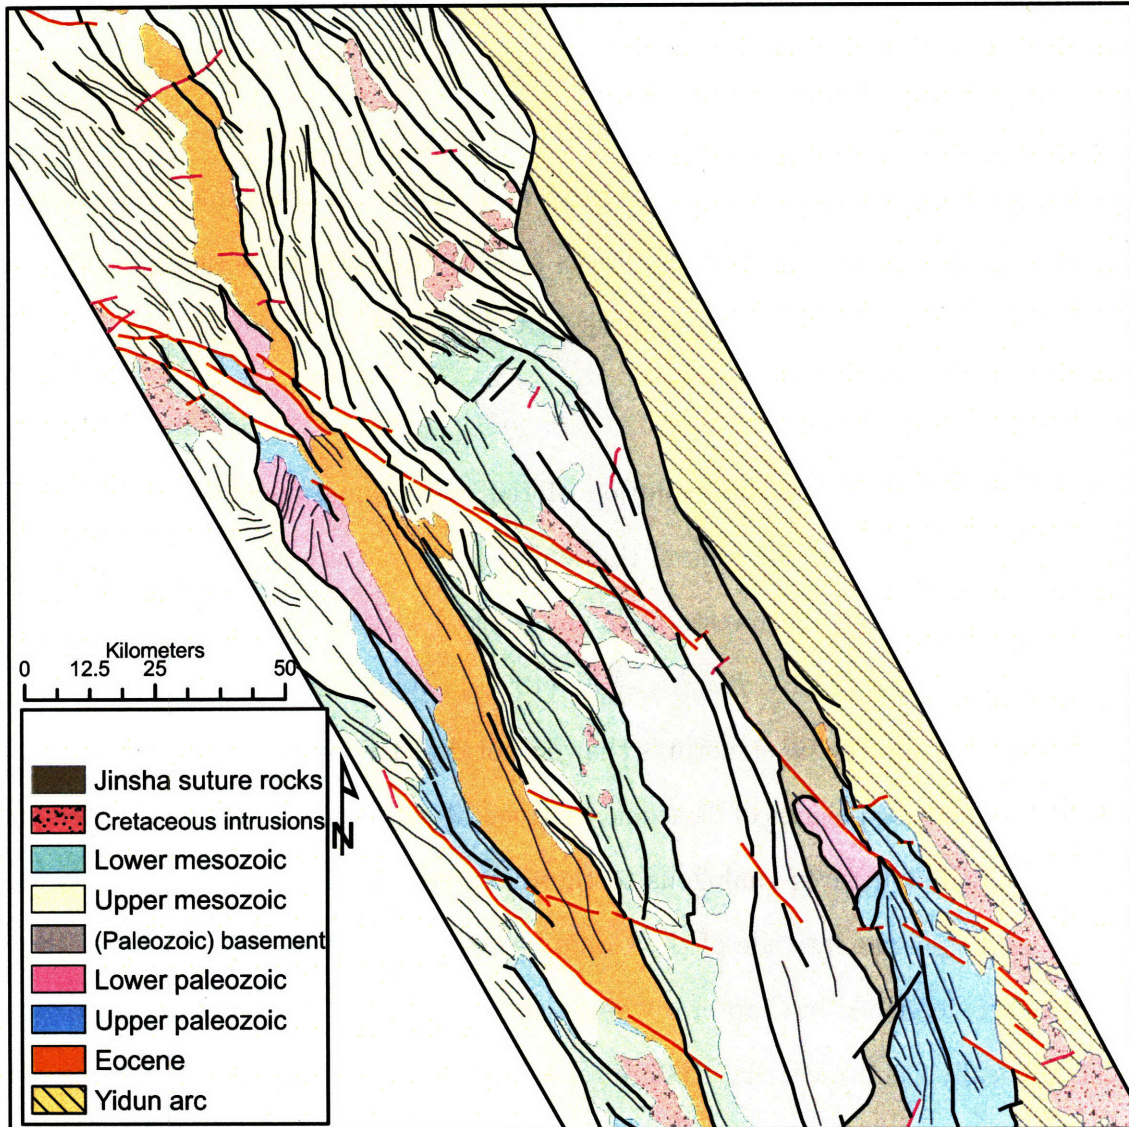 Kilometers
0 12.5 25 50
Jinsha suture rocks
Cretaceous intrusions
Lower mesozoic
Upper mesozoic
(Paleozoic) basement
Lower paleozoic
Upper paleozoic
Eocene
Yidun arc
N